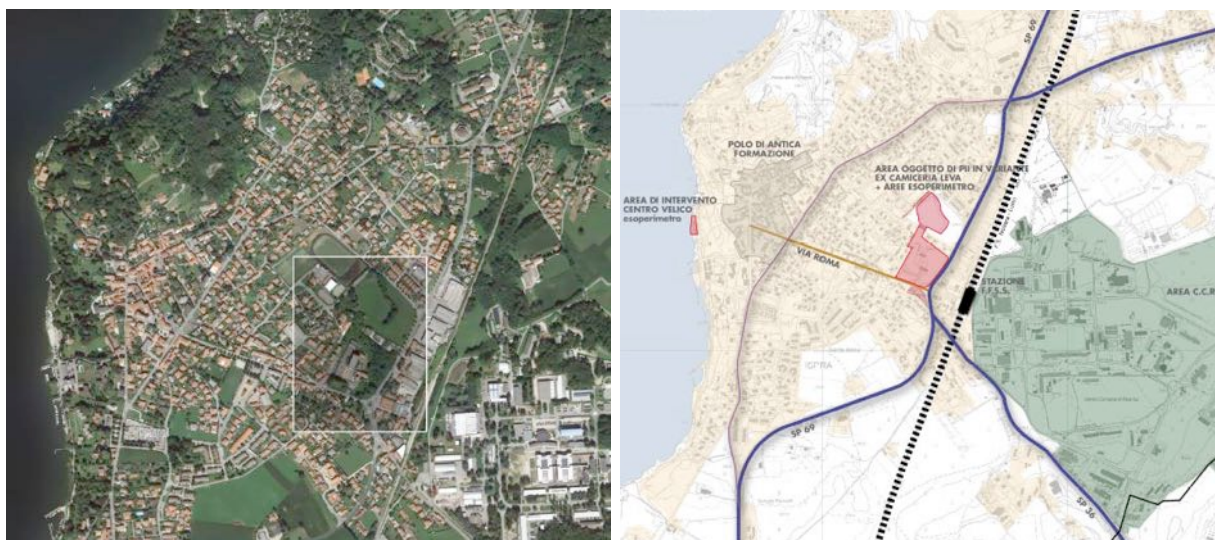 SP 69
POLO DI ANTICA
FORMAZIONE
AREA OGGETTO DI PII IN VARIANTE
EX CAMICERIA LEVA
+ AREE ESOPERIMETRO
AREA DI INTERVENTO
CENTRO VELICO
esoperimetro
VIA ROMA
STAZIONE
F.F.S.S.
AREA C.C.R
ISPRA
SP 69
SP 36